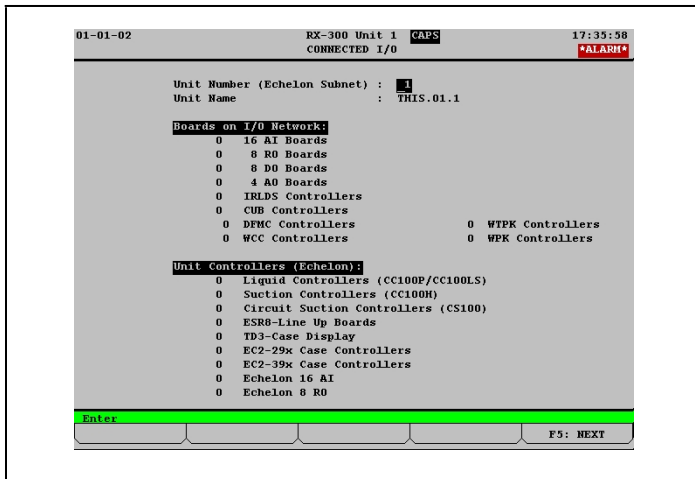 01-01-02 RX-300 Unit 1 CAPS 17:35:58
CONNECTED I/O *ALARM*
Unit Number (Echelon Subnet) : 1
Unit Name : THIS.01.1
Boards on I/O Network:
0 16 AI Boards
0 8 RO Boards
0 8 DO Boards
0 4 AO Boards
0 IRLDS Controllers
0 CUB Controllers
0 DFMC Controllers 0 WTPK Controllers
0 WCC Controllers 0 WPK Controllers
Unit Controllers (Echelon):
0 Liquid Controllers (CC100P/CC100LS)
0 Suction Controllers (CC100H)
0 Circuit Suction Controllers (CS100)
0 ESR8-Line Up Boards
0 TD3-Case Display
0 EC2-29x Case Controllers
0 EC2-39x Case Controllers
0 Echelon 16 AI
0 Echelon 8 RO
Enter
F5: NEXT